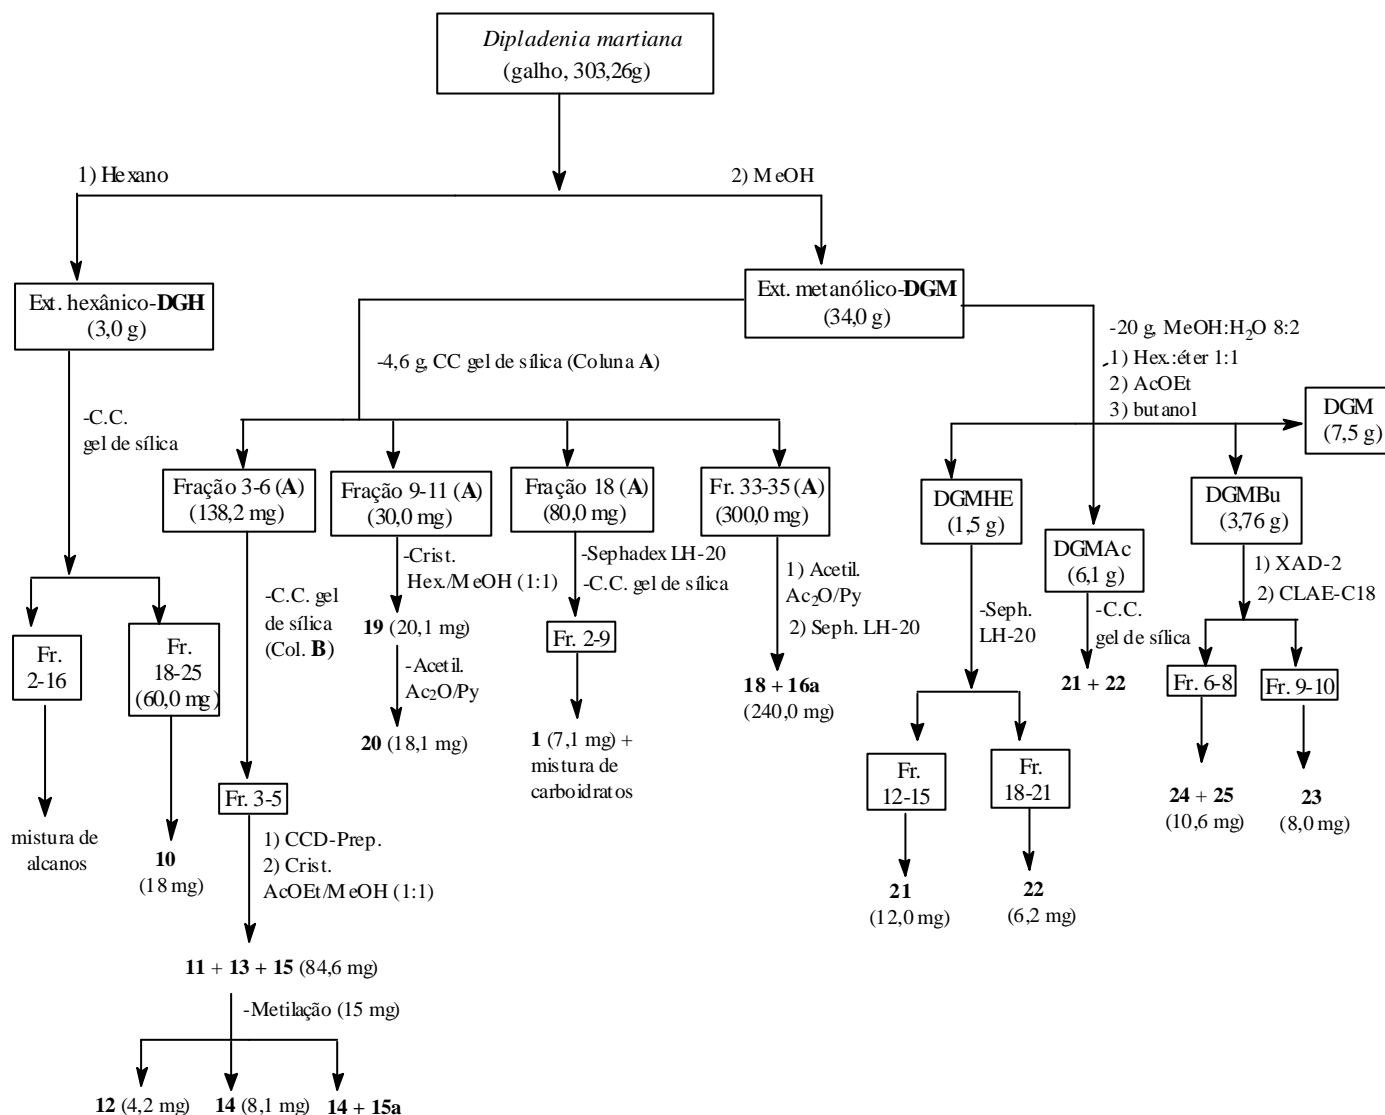 Dipladenia martiana
(galho, 303,26g)
1) Hexano
2) MeOH
Ext. hexânico-DGH
(3,0 g)
Ext. metanólico-DGM
(34,0 g)
-4,6 g, CC gel de sílica (Coluna A)
-20 g, MeOH:H₂O 8:2
1) Hex.:éter 1:1
2) AcOEt
3) butanol
DGM
(7,5 g)
-C.C.
gel de sílica
Fração 3-6 (A)
(138,2 mg)
Fração 9-11 (A)
(30,0 mg)
Fração 18 (A)
(80,0 mg)
Fr. 33-35 (A)
(300,0 mg)
DGMHE
(1,5 g)
DGMAc
(6,1 g)
DGMBu
(3,76 g)
-C.C. gel
de sílica
(Col. B)
-Crist.
Hex./MeOH (1:1)
19 (20,1 mg)
-Acetil.
Ac₂O/Py
20 (18,1 mg)
-Sephadex LH-20
-C.C. gel de sílica
Fr. 2-9
1 (7,1 mg) +
mistura de
carboidratos
1) Acetil.
Ac₂O/Py
2) Seph. LH-20
18 + 16a
(240,0 mg)
-Seph.
LH-20
-C.C.
gel de sílica
21 + 22
1) XAD-2
2) CLAE-C18
Fr. 6-8
Fr. 9-10
24 + 25
(10,6 mg)
23
(8,0 mg)
Fr.
2-16
Fr.
18-25
(60,0 mg)
mistura de
alcanos
10
(18 mg)
Fr. 3-5
1) CCD-Prep.
2) Crist.
AcOEt/MeOH (1:1)
Fr.
12-15
Fr.
18-21
21
(12,0 mg)
22
(6,2 mg)
11 + 13 + 15 (84,6 mg)
-Metilação (15 mg)
12 (4,2 mg)
14 (8,1 mg)
14 + 15a